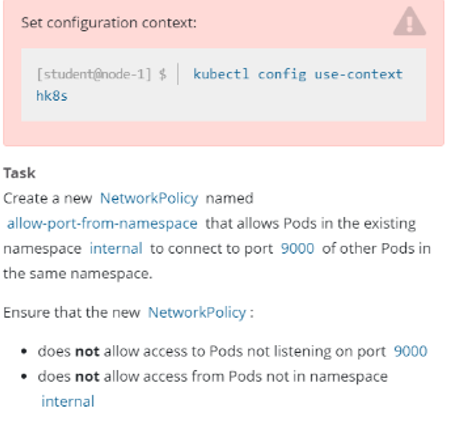 Set configuration context:
[student@node-1] $ | kubectl config use-context
hk8s
Task
Create a new NetworkPolicy named
allow-port-from-namespace that allows Pods in the existing
namespace internal to connect to port 9000 of other Pods in
the same namespace.
Ensure that the new NetworkPolicy :
• does not allow access to Pods not listening on port 9000
• does not allow access from Pods not in namespace
internal